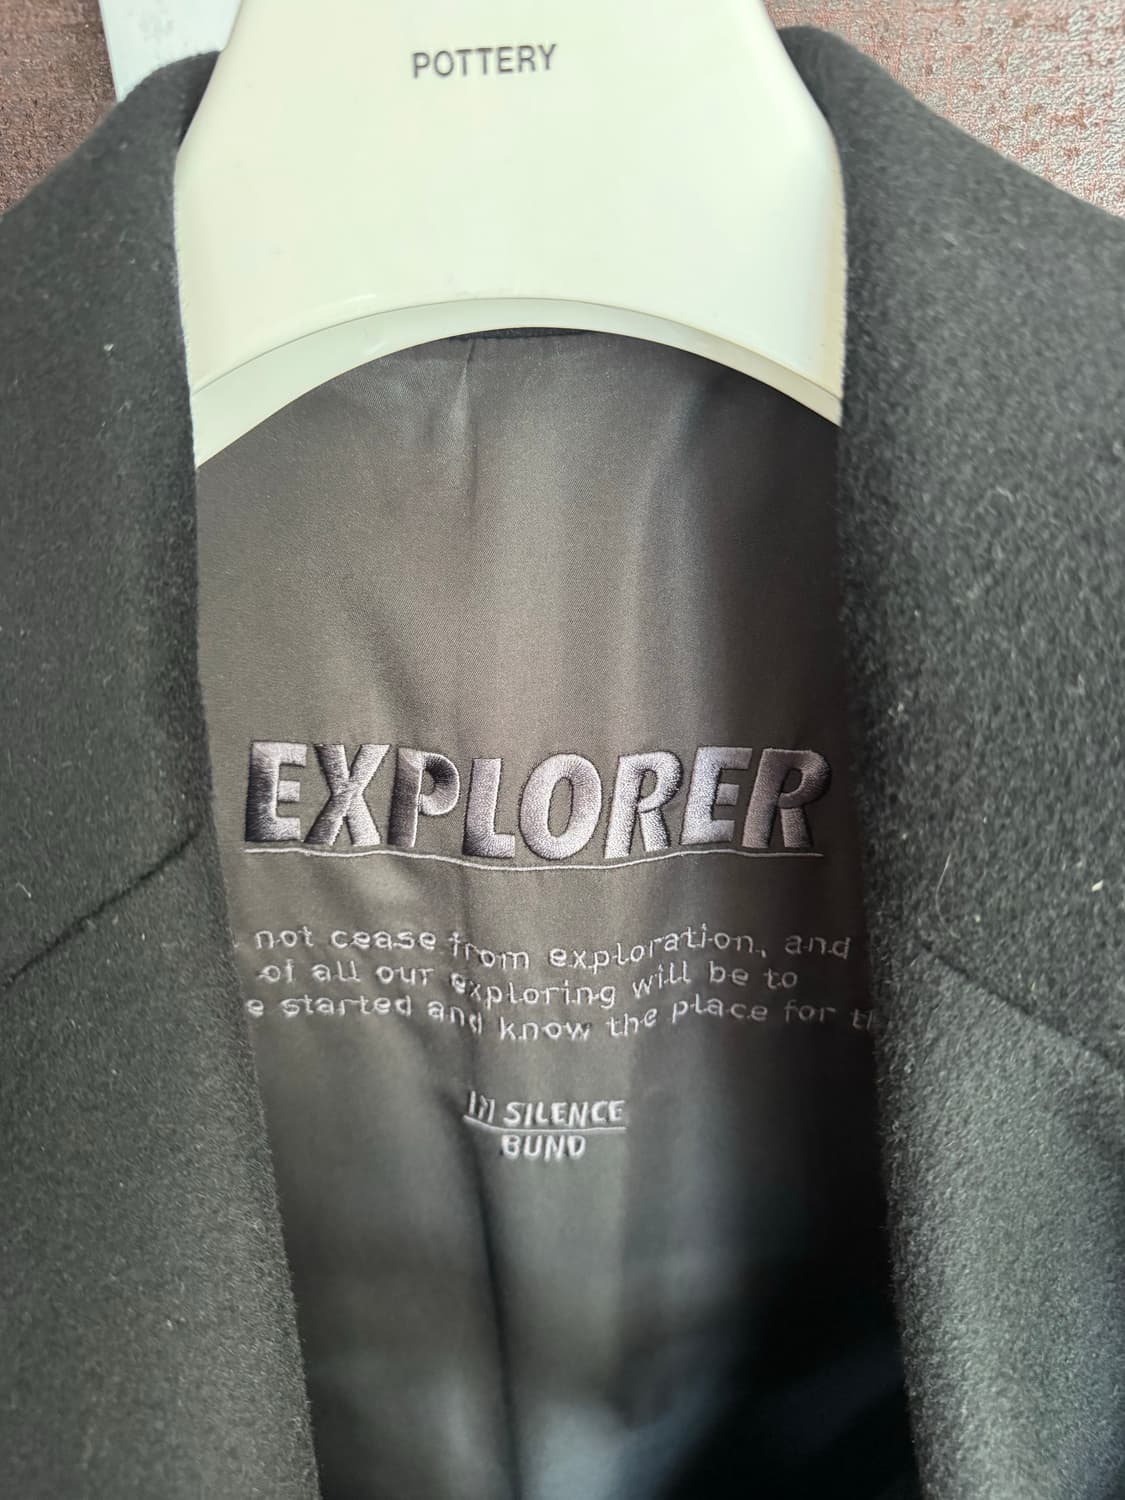 POTTERY
EXPLORER
not cease from exploration, and
of all our exploring will be to
e started and know the place for th
SILENCE
BUND